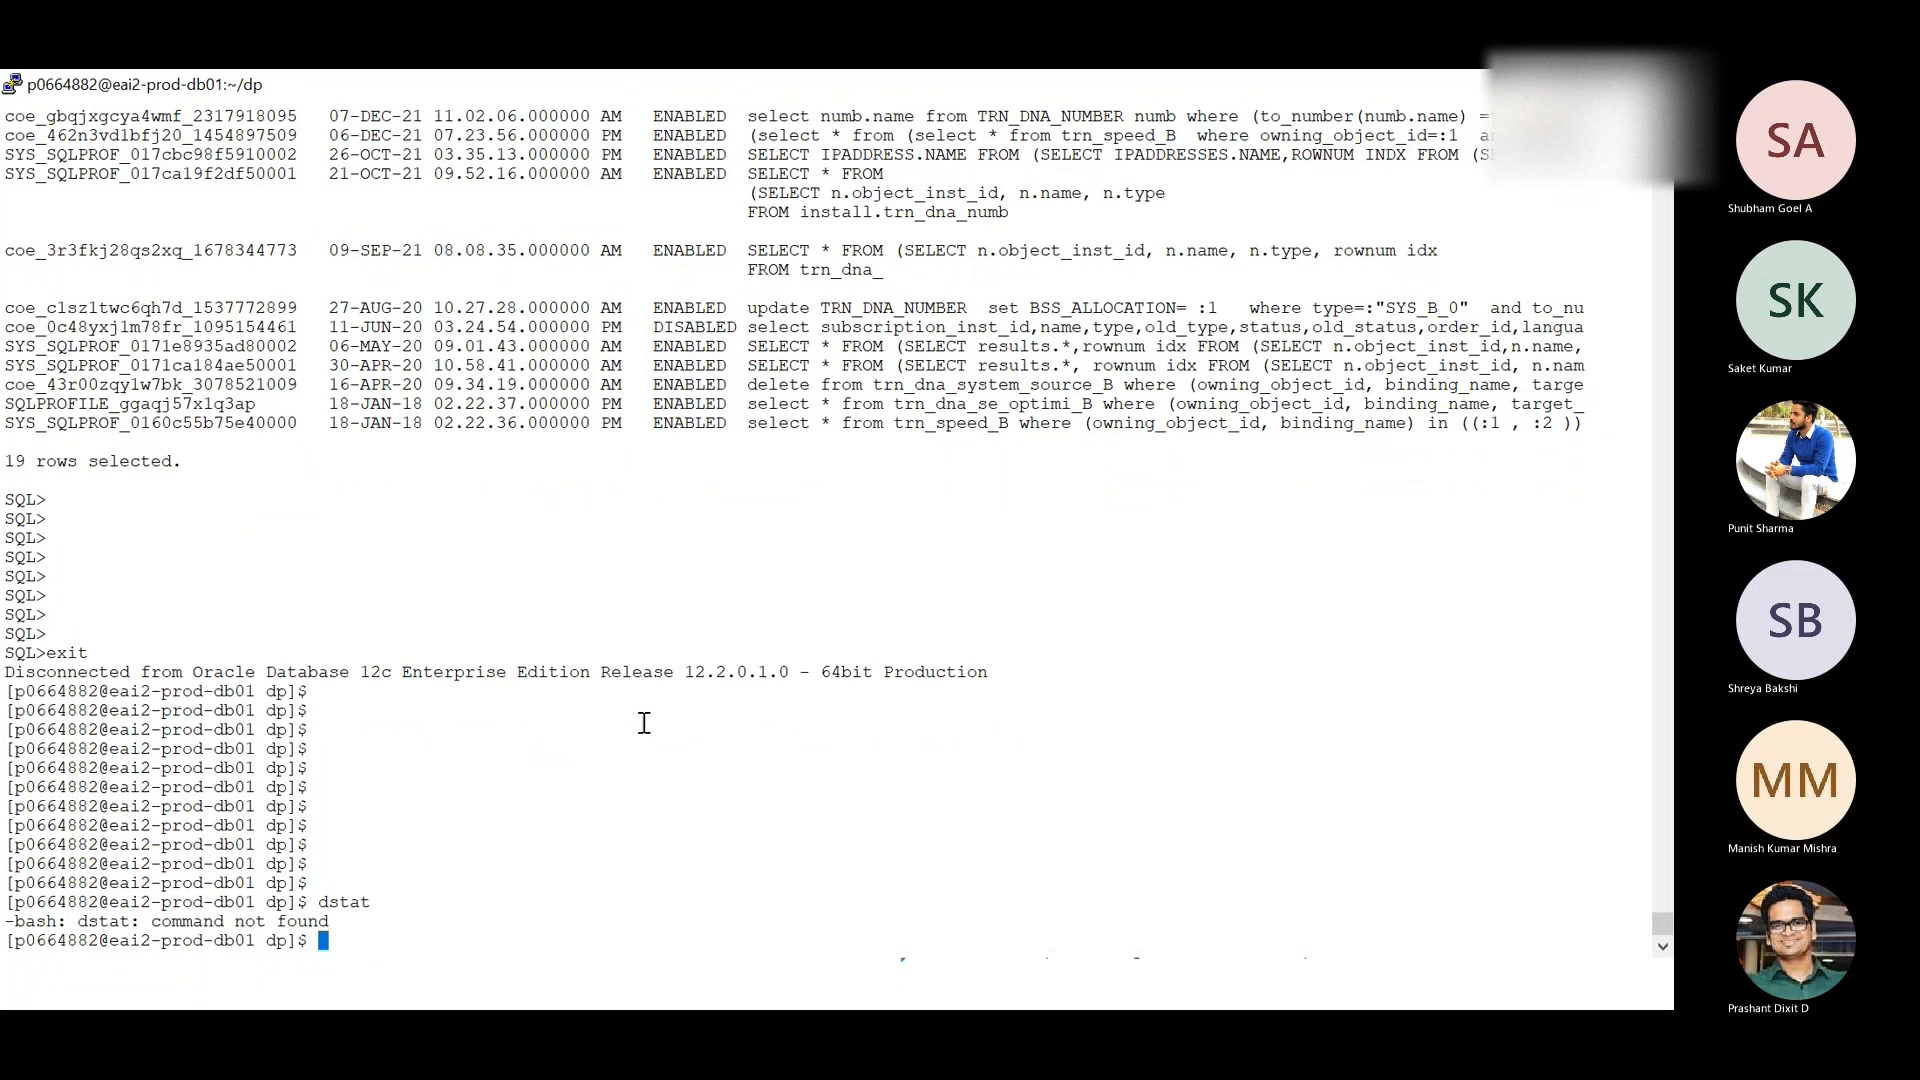 p0664882@eai2-prod-db01:~/dp
coe_gbqjxgcya4wmf_2317918095   07-DEC-21 11.02.06.000000 AM   ENABLED  select numb.name from TRN_DNA_NUMBER numb where (to_number(numb.name) =
coe_462n3vd1bfj20_1454897509   06-DEC-21 07.23.56.000000 PM   ENABLED  (select * from (select * from trn_speed_B  where owning_object_id=:1
SYS_SQLPROF_017cbc98f5910002   26-OCT-21 03.35.13.000000 PM   ENABLED  SELECT IPADDRESS.NAME FROM (SELECT IPADDRESSES.NAME,ROWNUM INDX FROM
SYS_SQLPROF_017ca19f2df50001   21-OCT-21 09.52.16.000000 AM   ENABLED  SELECT * FROM
(SELECT n.object_inst_id, n.name, n.type
FROM install.trn_dna_numb
coe_3r3fkj28qs2xq_1678344773   09-SEP-21 08.08.35.000000 AM   ENABLED  SELECT * FROM (SELECT n.object_inst_id, n.name, n.type, rownum idx
FROM trn_dna_
coe_c1sz1twc6qh7d_1537772899   27-AUG-20 10.27.28.000000 AM   ENABLED  update TRN_DNA_NUMBER  set BSS_ALLOCATION= :1   where type=:"SYS_B_0"  and to_nu
coe_0c48yxj1m78fr_1095154461   11-JUN-20 03.24.54.000000 PM   DISABLED select subscription_inst_id,name,type,old_type,status,old_status,order_id,langua
SYS_SQLPROF_0171e8935ad80002   06-MAY-20 09.01.43.000000 AM   ENABLED  SELECT * FROM (SELECT results.*,rownum idx FROM (SELECT n.object_inst_id,n.name,
SYS_SQLPROF_0171ca184ae50001   30-APR-20 10.58.41.000000 AM   ENABLED  SELECT * FROM (SELECT results.*, rownum idx FROM (SELECT n.object_inst_id, n.nam
coe_43r00zqy1w7bk_3078521009   16-APR-20 09.34.19.000000 AM   ENABLED  delete from trn_dna_system_source_B where (owning_object_id, binding_name, targe
SQLPROFILE_ggaqj57x1q3ap       18-JAN-18 02.22.37.000000 PM   ENABLED  select * from trn_dna_se_optimi_B where (owning_object_id, binding_name, target_
SYS_SQLPROF_0160c55b75e40000   18-JAN-18 02.22.36.000000 PM   ENABLED  select * from trn_speed_B where (owning_object_id, binding_name) in ((:1 , :2 ))
19 rows selected.
SQL>
SQL>
SQL>
SQL>
SQL>
SQL>
SQL>
SQL>
SQL>exit
Disconnected from Oracle Database 12c Enterprise Edition Release 12.2.0.1.0 - 64bit Production
[p0664882@eai2-prod-db01 dp]$
[p0664882@eai2-prod-db01 dp]$
[p0664882@eai2-prod-db01 dp]$
[p0664882@eai2-prod-db01 dp]$
[p0664882@eai2-prod-db01 dp]$
[p0664882@eai2-prod-db01 dp]$
[p0664882@eai2-prod-db01 dp]$
[p0664882@eai2-prod-db01 dp]$
[p0664882@eai2-prod-db01 dp]$
[p0664882@eai2-prod-db01 dp]$
[p0664882@eai2-prod-db01 dp]$
[p0664882@eai2-prod-db01 dp]$ dstat
-bash: dstat: command not found
[p0664882@eai2-prod-db01 dp]$
SA
Shubham Goel A
SK
Saket Kumar
Punit Sharma
SB
Shreya Bakshi
MM
Manish Kumar Mishra
Prashant Dixit D